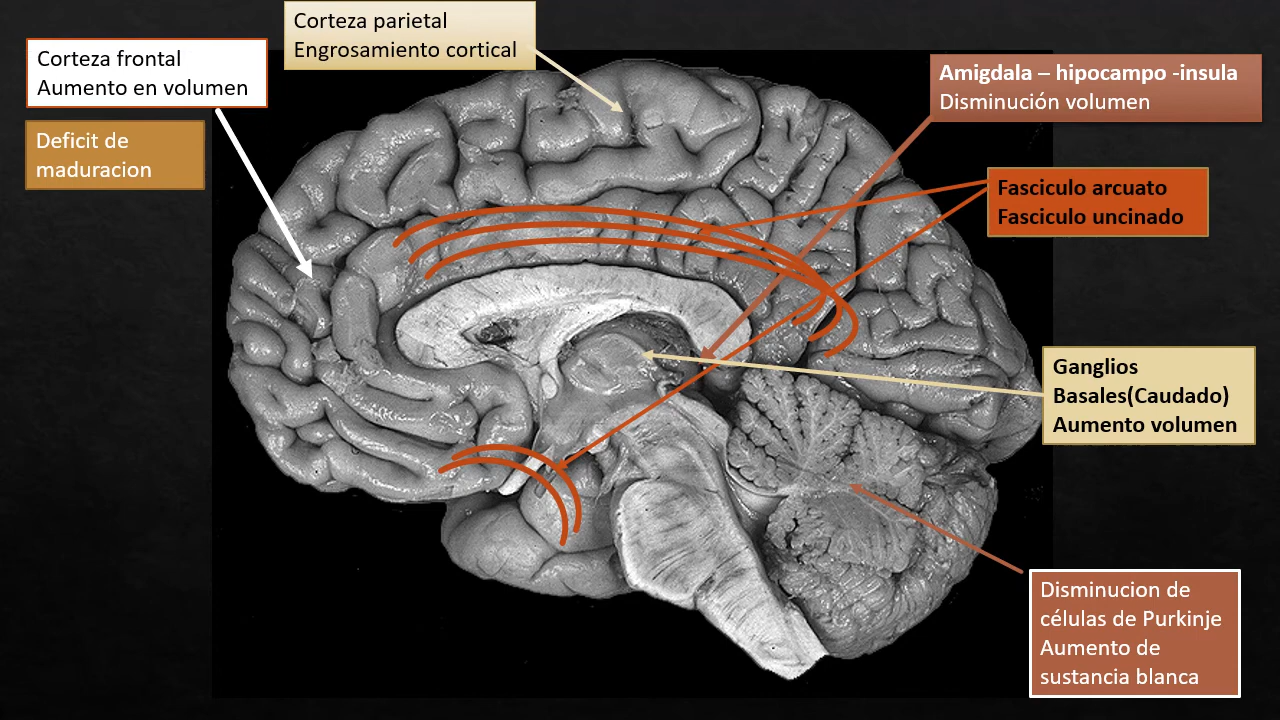 Corteza parietal
Engrosamiento cortical
Corteza frontal
Aumento en volumen
Deficit de
maduracion
Amigdala – hipocampo -insula
Disminución volumen
Fasciculo arcuato
Fasciculo uncinado
Ganglios
Basales(Caudado)
Aumento volumen
Disminucion de
células de Purkinje
Aumento de
sustancia blanca